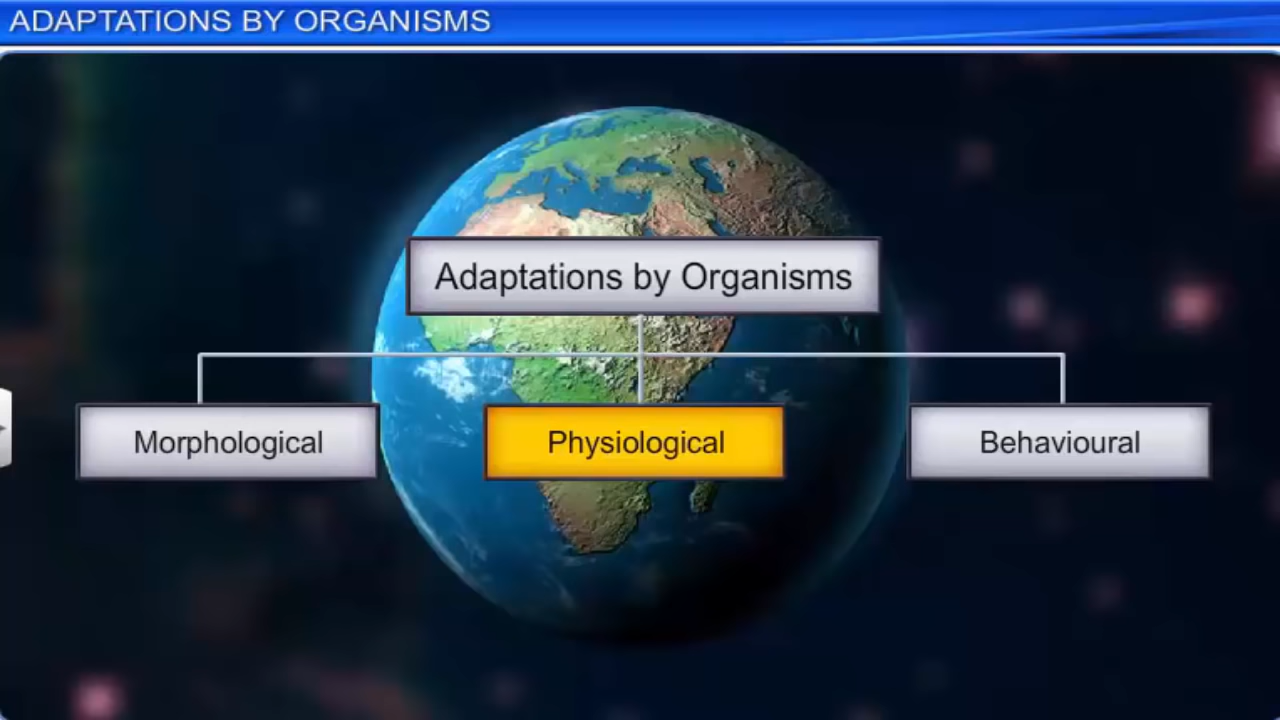 ADAPTATIONS BY ORGANISMS
Adaptations by Organisms
Morphological
Physiological
Behavioural